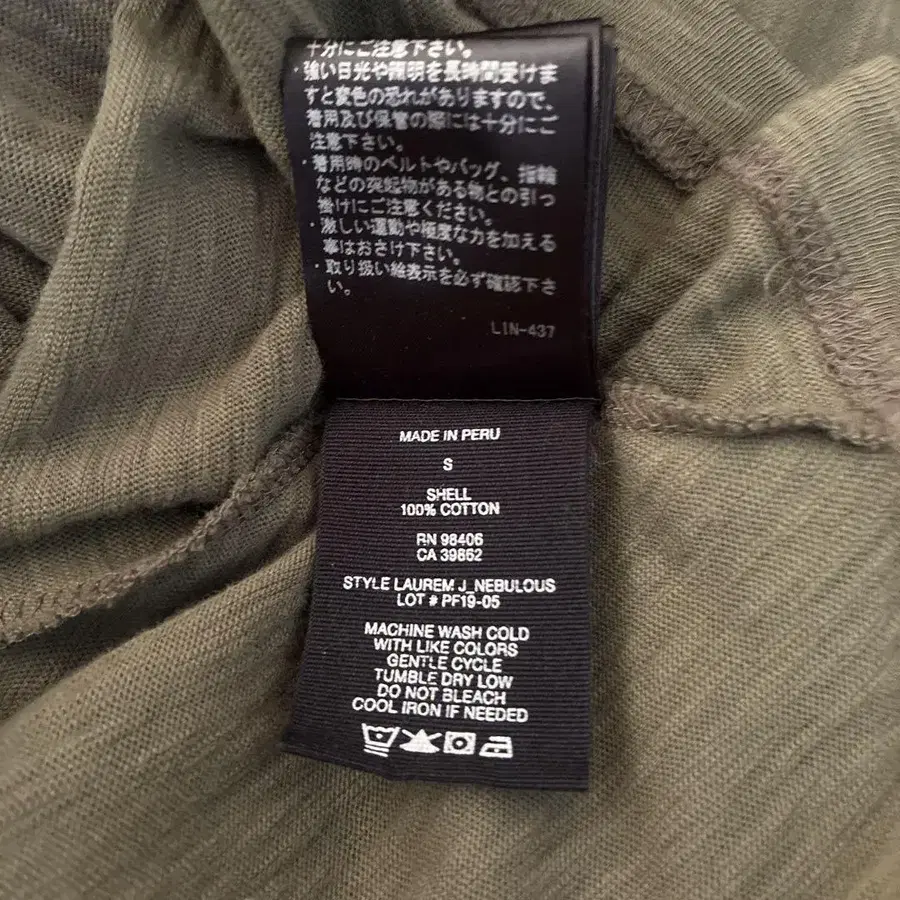 十分にご注意下さい。
・強い日光や照明を長時間受けま
すと変色の恐れがありますので、
着用及び保管の際には十分にご
注意下さい。
・着用時のベルトやバッグ、指輪
などの突起物がある物との引っ
掛けにご注意ください。
・激しい運動や極度な力を加える
事はおさけ下さい。
・取り扱い絵表示を必ず確認下さ
い。
LIN-437
MADE IN PERU
S
SHELL
100% COTTON
RN 98406
CA 39862
STYLE LAUREM J_NEBULOUS
LOT # PF19-05
MACHINE WASH COLD
WITH LIKE COLORS
GENTLE CYCLE
TUMBLE DRY LOW
DO NOT BLEACH
COOL IRON IF NEEDED